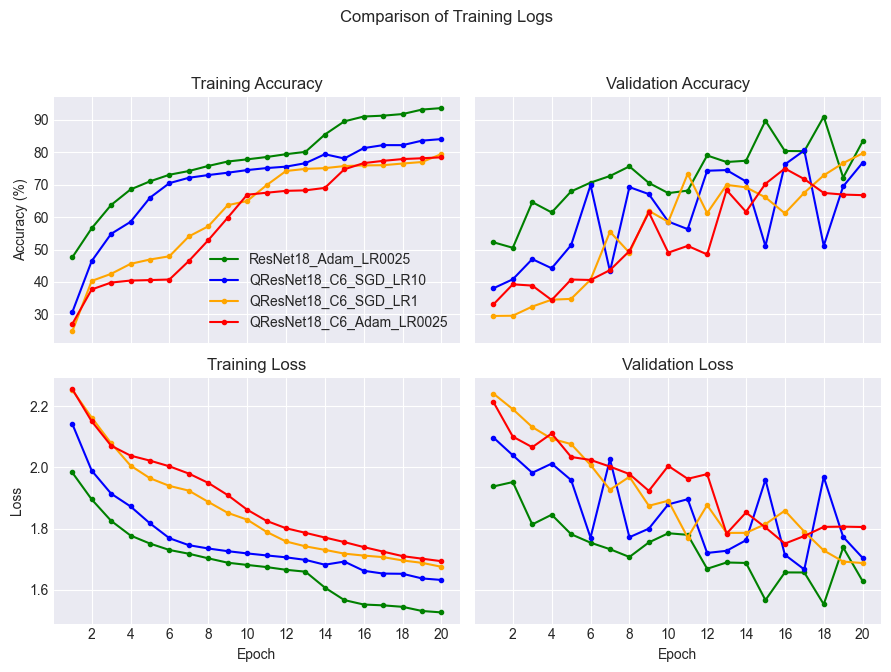 Comparison of Training Logs
Training Accuracy
Validation Accuracy
90
80
70
60
50
40
30
Accuracy (%)
ResNet18_Adam_LR0025
QResNet18_C6_SGD_LR10
QResNet18_C6_SGD_LR1
QResNet18_C6_Adam_LR0025
Training Loss
Validation Loss
2.2
2.0
1.8
1.6
Loss
2 4 6 8 10 12 14 16 18 20
2 4 6 8 10 12 14 16 18 20
Epoch
Epoch